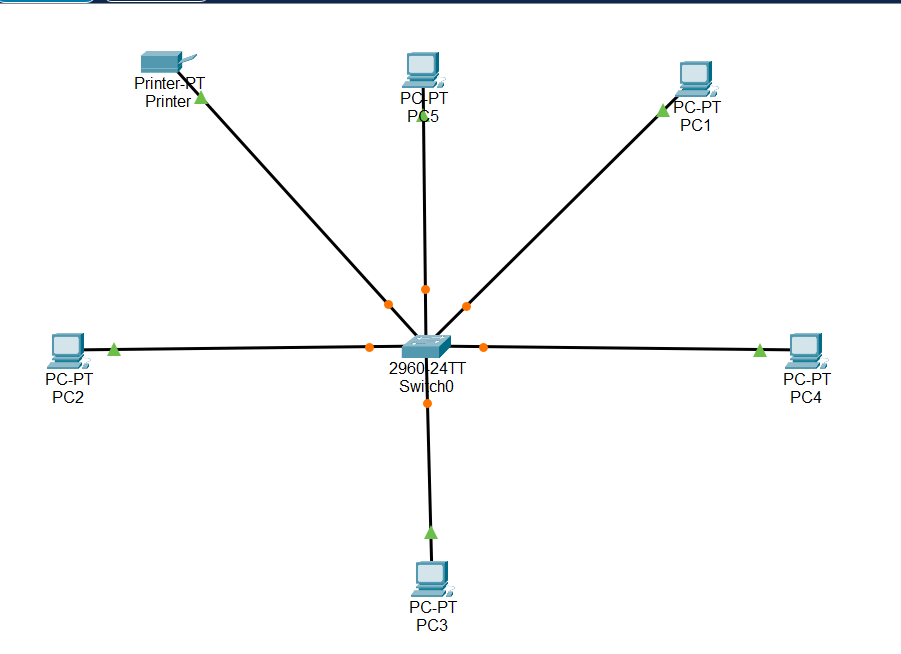 Printer-PT
Printer
PC-PT
PC5
PC-PT
PC1
PC-PT
PC2
2960-24TT
Switch0
PC-PT
PC4
PC-PT
PC3